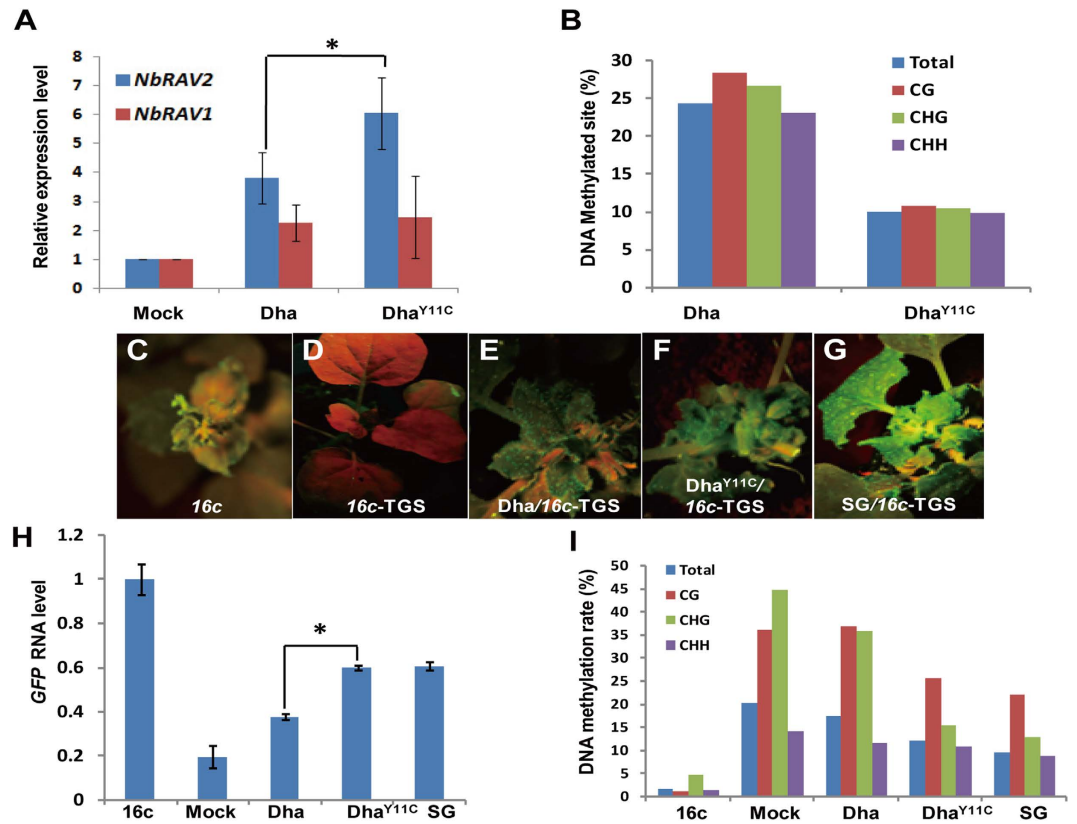 A
Relative expression level
8
7
6
5
4
3
2
1
0
NbRAV2
NbRAV1
*
Mock
Dha
Dha^Y11C
B
DNA Methylated site (%)
30
25
20
15
10
5
0
Total
CG
CHG
CHH
Dha
Dha^Y11C
C
16c
D
16c-TGS
E
Dha/16c-TGS
F
Dha^Y11C/
16c-TGS
G
SG/16c-TGS
H
GFP RNA level
1.2
1
0.8
0.6
0.4
0.2
0
*
16c
Mock
Dha
Dha^Y11C
SG
I
DNA methylation rate (%)
50
45
40
35
30
25
20
15
10
5
0
Total
CG
CHG
CHH
16c
Mock
Dha
Dha^Y11C
SG